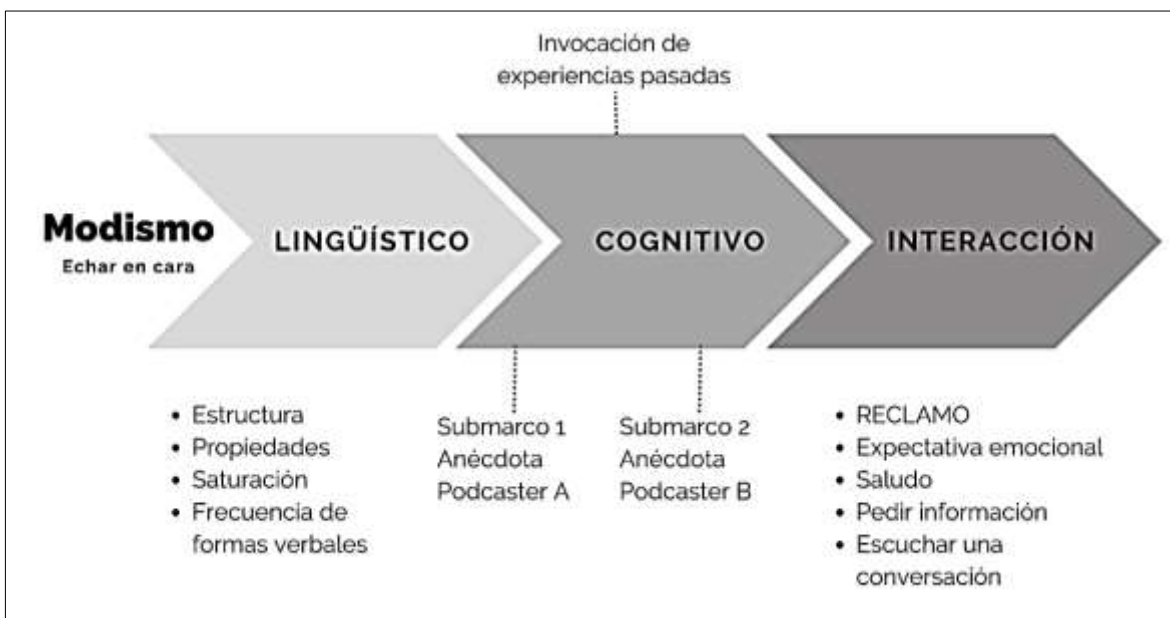 Invocación de
experiencias pasadas
Modismo
Echar en cara
LINGÜÍSTICO
COGNITIVO
INTERACCIÓN
• Estructura
• Propiedades
• Saturación
• Frecuencia de
formas verbales
Submarco 1
Anécdota
Podcaster A
Submarco 2
Anécdota
Podcaster B
• RECLAMO
• Expectativa emocional
• Saludo
• Pedir información
• Escuchar una
conversación